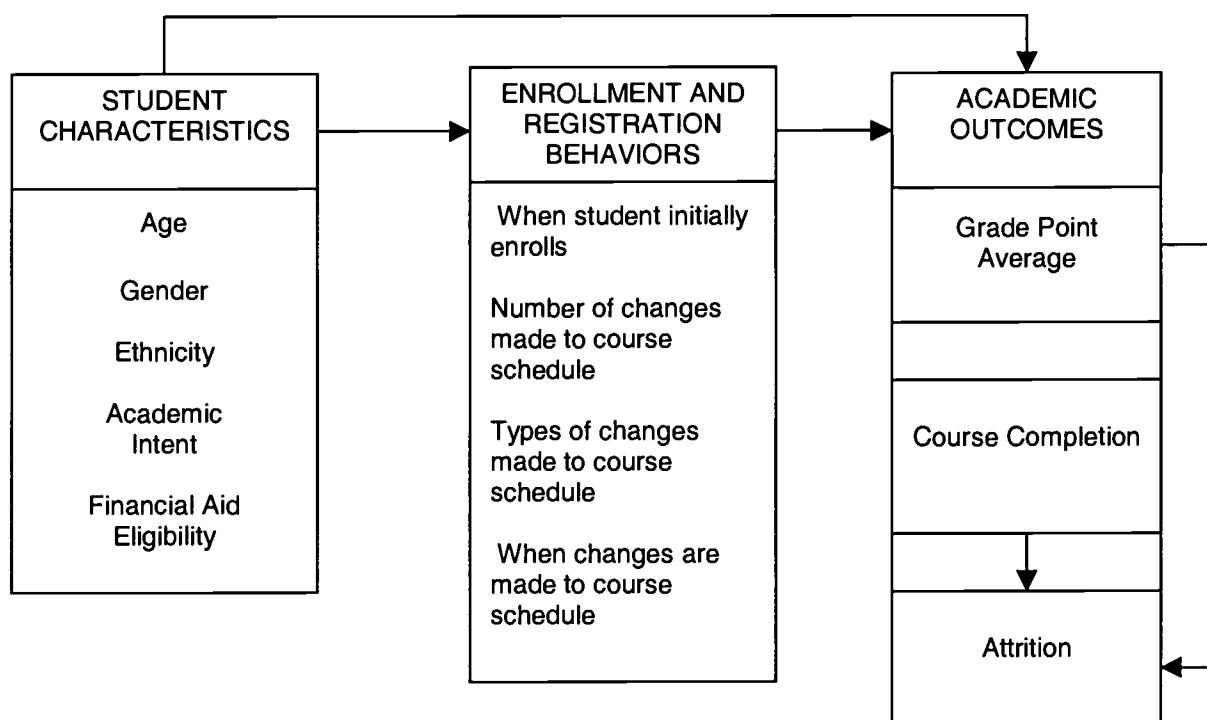 STUDENT
CHARACTERISTICS
Age
Gender
Ethnicity
Academic
Intent
Financial Aid
Eligibility
ENROLLMENT AND
REGISTRATION
BEHAVIORS
When student initially
enrolls
Number of changes
made to course
schedule
Types of changes
made to course
schedule
When changes are
made to course
schedule
ACADEMIC
OUTCOMES
Grade Point
Average
Course Completion
Attrition